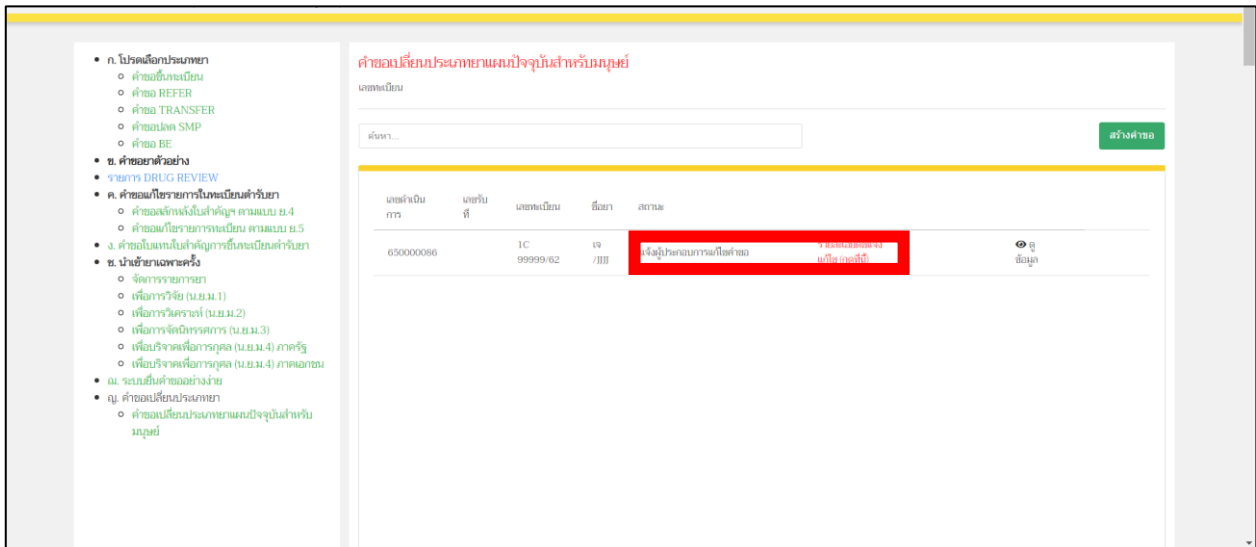 ก. โปรดเลือกประเภทยา
คำขอขึ้นทะเบียน
คำขอ REFER
คำขอ TRANSFER
คำขอปลด SMP
คำขอ BE
ข. คำขอยาตัวอย่าง
รายการ DRUG REVIEW
ค. คำขอแก้ไขรายการในทะเบียนตำรับยา
คำขอสลักหลังใบสำคัญฯ ตามแบบ ย.4
คำขอแก้ไขรายการทะเบียน ตามแบบ ย.5
ง. คำขอใบแทนใบสำคัญการขึ้นทะเบียนตำรับยา
ช. นำเข้ายาเฉพาะครั้ง
จัดการรายการยา
เพื่อการวิจัย (น.ย.ม.1)
เพื่อการวิเคราะห์ (น.ย.ม.2)
เพื่อการจัดนิทรรศการ (น.ย.ม.3)
เพื่อบริจาคเพื่อการกุศล (น.ย.ม.4) ภาครัฐ
เพื่อบริจาคเพื่อการกุศล (น.ย.ม.4) ภาคเอกชน
ฌ. ระบบยื่นคำขออย่างง่าย
ญ. คำขอเปลี่ยนประเภทยา
คำขอเปลี่ยนประเภทยาแผนปัจจุบันสำหรับ
มนุษย์
คำขอเปลี่ยนประเภทยาแผนปัจจุบันสำหรับมนุษย์
เลขทะเบียน
ค้นหา...
สร้างคำขอ
เลขดำเนิน
การ
เลขรับ
ที่
เลขทะเบียน
ชื่อยา
สถานะ
650000086
1C
99999/62
เจ
/JJJJ
แจ้งผู้ประกอบการแก้ไขคำขอ
แก้ไข (กดที่นี่)
ดู
ข้อมูล